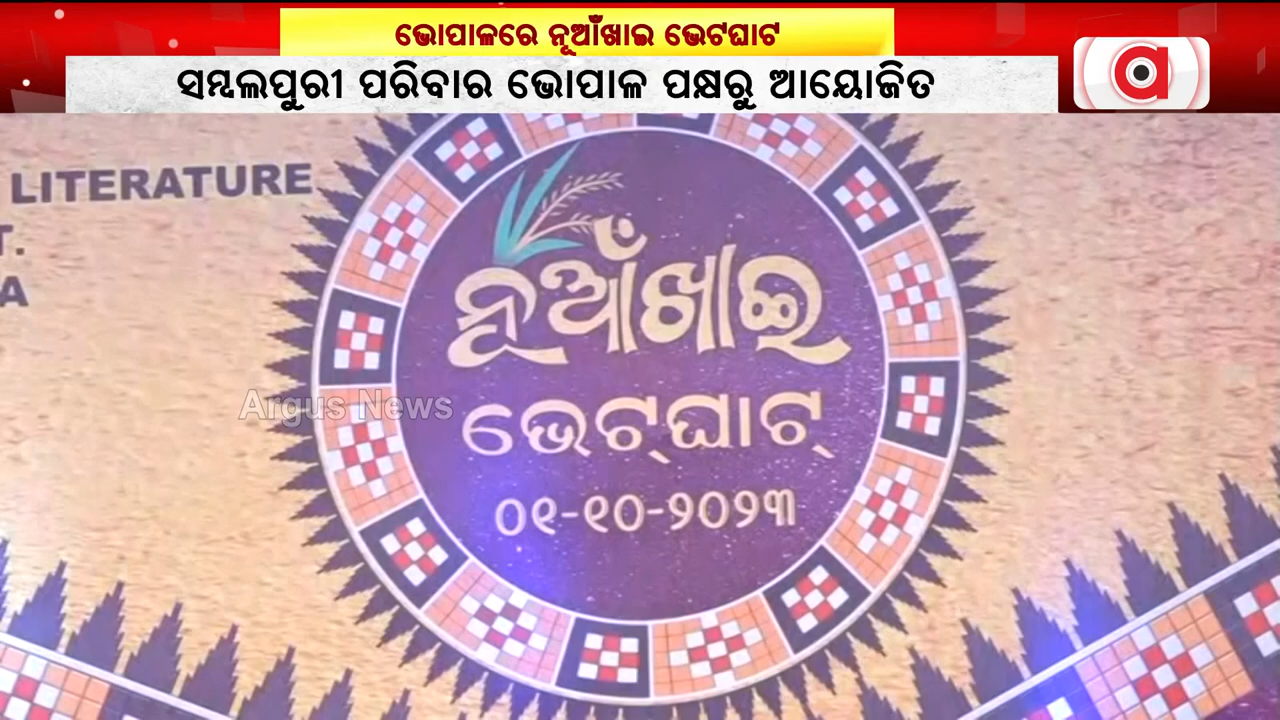 ଭୋପାଳରେ ନୂଆଁଖାଇ ଭେଟଘାଟ
ସମ୍ବଲପୁରୀ ପରିବାର ଭୋପାଳ ପକ୍ଷରୁ ଆୟୋଜିତ
a
LITERATURE
T.
A
ନୂଆଁଖାଇ
ଭେଟ୍‌ଘାଟ୍
୦୧-୧୦-୨୦୨୩
Argus News